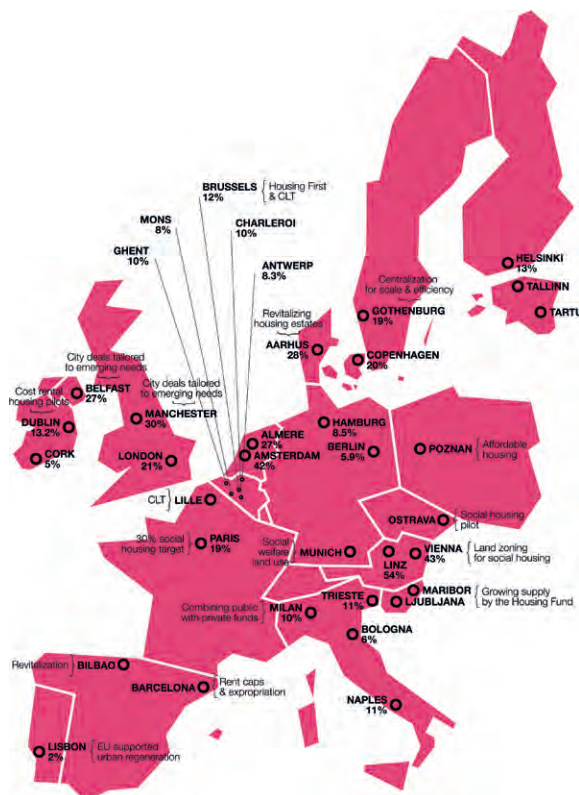 BRUSSELS
12%
Housing First
& CLT
MONS
8%
CHARLEROI
10%
GHENT
10%
ANTWERP
8.3%
HELSINKI
13%
TALLINN
TARTU
Centralization
for scale & efficiency
GOTHENBURG
19%
Revitalizing
housing estates
AARHUS
28%
COPENHAGEN
20%
City deals tailored
to emerging needs
BELFAST
27%
City deals tailored
to emerging needs
MANCHESTER
30%
Cost rental
housing pilots
DUBLIN
13.2%
CORK
5%
LONDON
21%
HAMBURG
8.5%
ALMERE
27%
AMSTERDAM
42%
BERLIN
5.9%
POZNAN
Affordable
housing
CLT
LILLE
OSTRAVA
Social housing
pilot
30% social
housing target
PARIS
19%
Social
welfare
land use
MUNICH
LINZ
54%
VIENNA
43%
Land zoning
for social housing
MARIBOR
LJUBLJANA
Growing supply
by the Housing Fund
TRIESTE
11%
Combining public
with private funds
MILAN
10%
BOLOGNA
6%
Revitalization
BILBAO
BARCELONA
Rent caps
& expropriation
NAPLES
11%
LISBON
2%
EU supported
urban regeneration